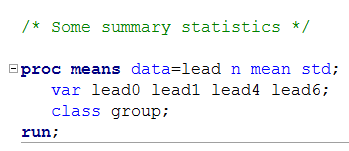 /* Some summary statistics */
proc means data=lead n mean std;
var lead0 lead1 lead4 lead6;
class group;
run;